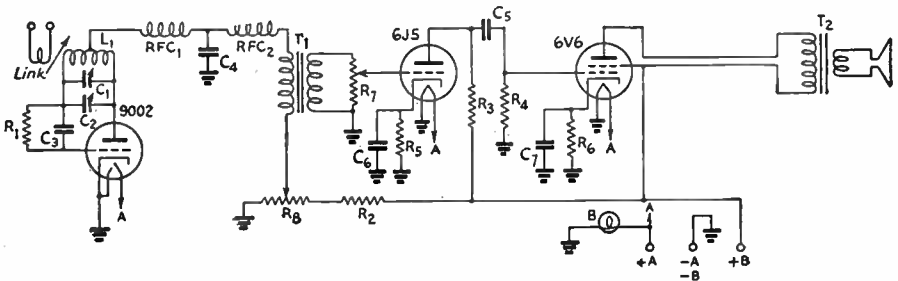 Link
L1
RFC1
RFC2
C4
T1
6J5
C5
6V6
T2
C1
C2
9002
R1
C3
R7
R3
R4
C6
R5
A
C7
R6
A
A
R8
R2
B
A
+A
-A
-B
+B